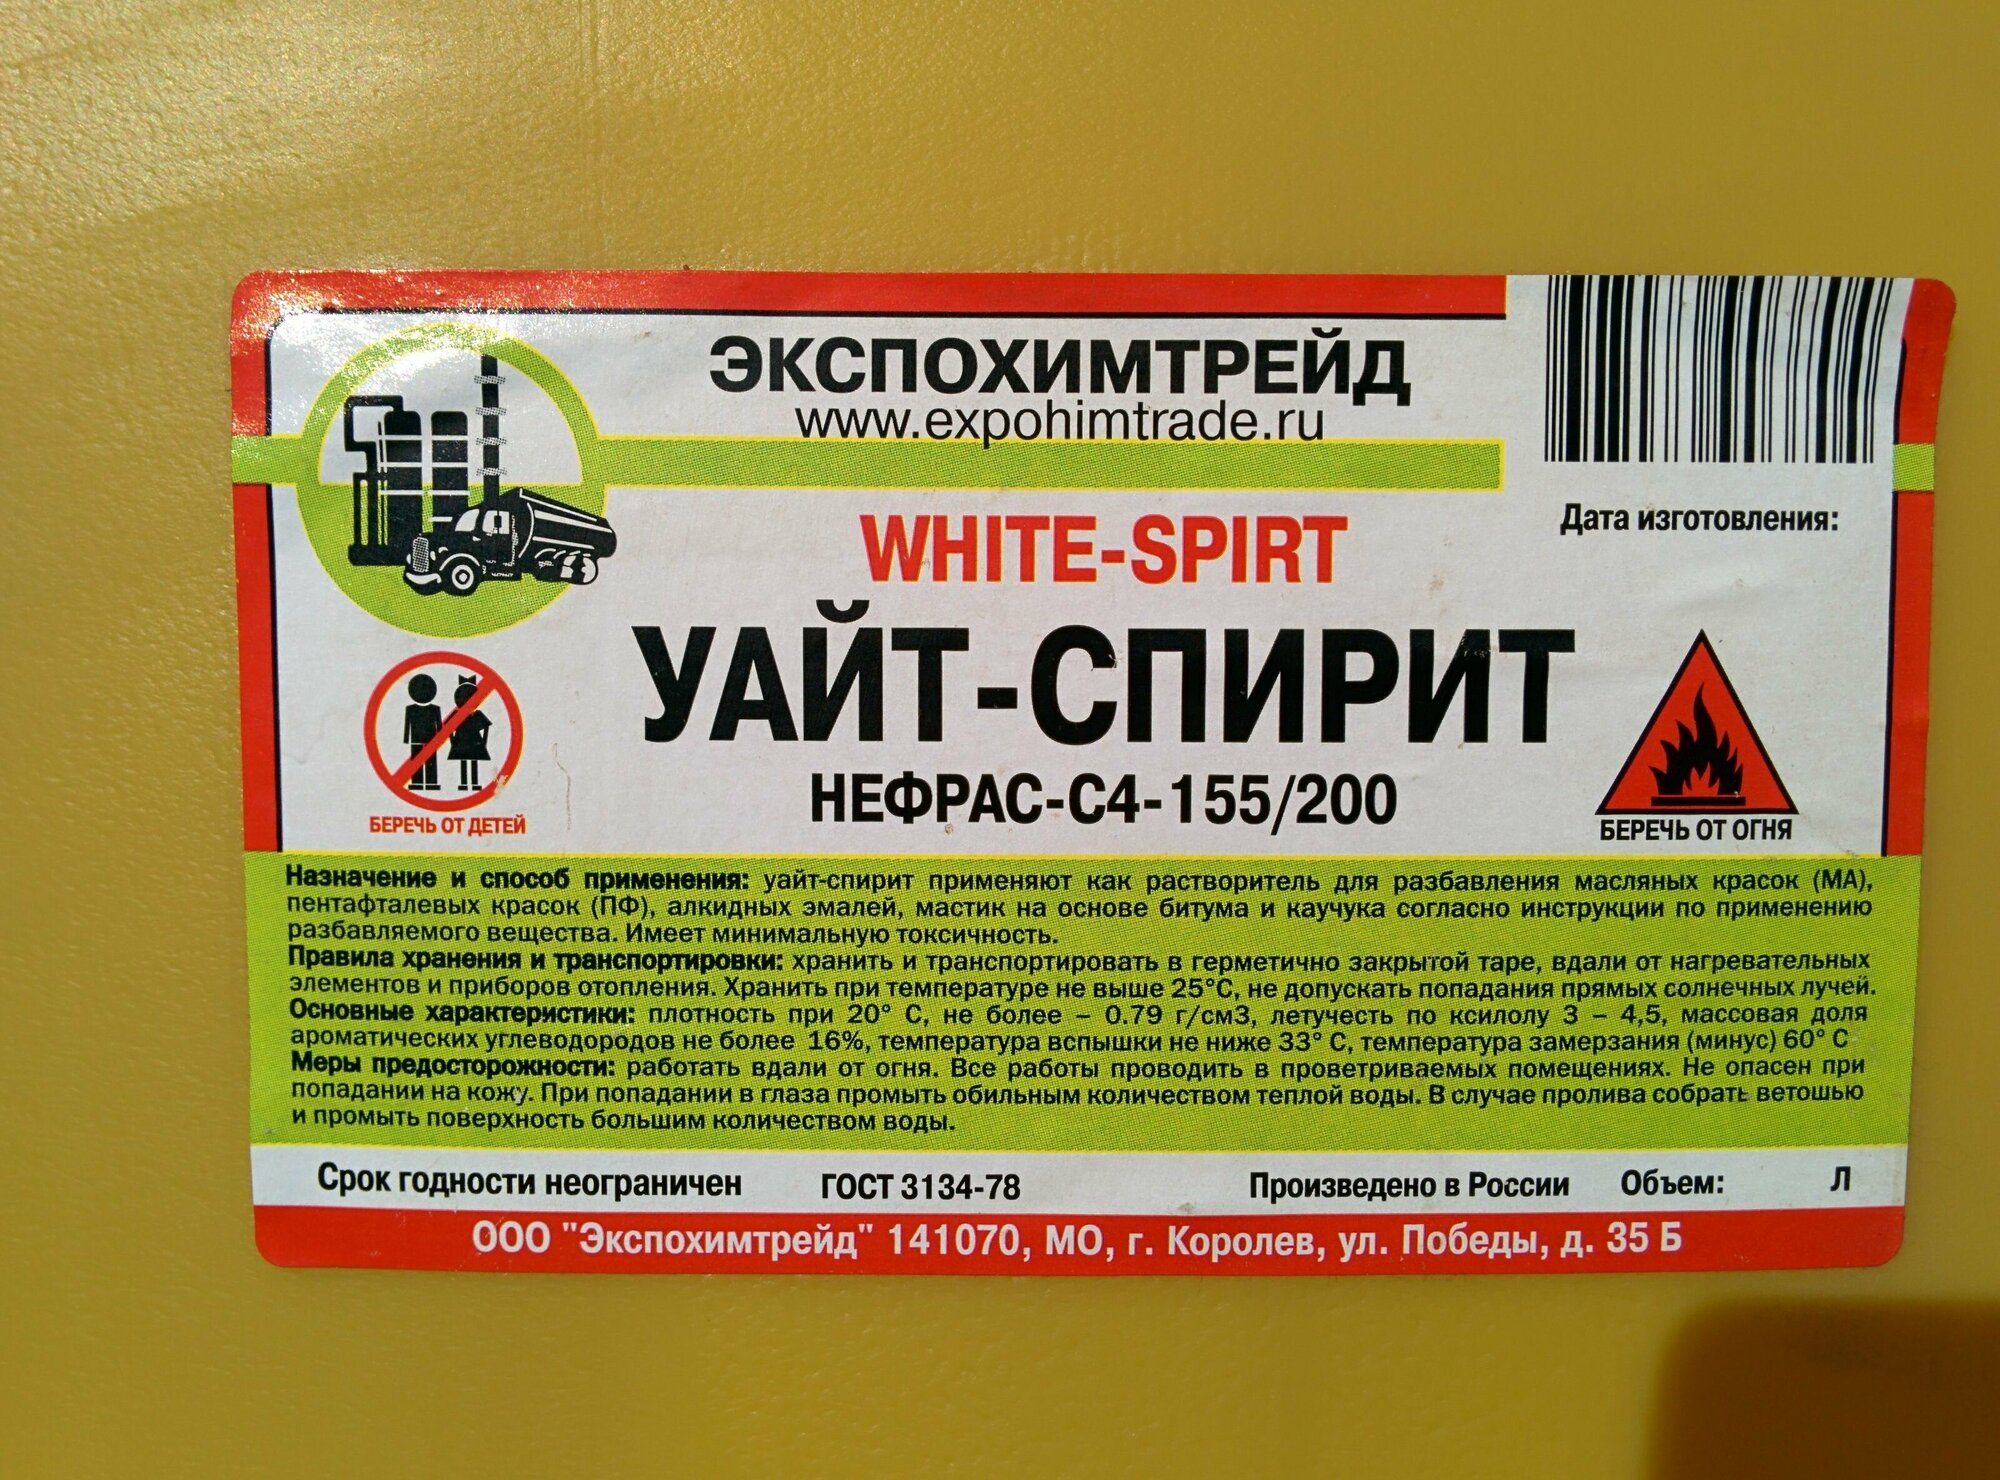 ЭКСПОХИМТРЕЙД
www.expohimtrade.ru
Дата изготовления:
WHITE-SPIRT
УАЙТ-СПИРИТ
НЕФРАС-С4-155/200
БЕРЕЧЬ ОТ ДЕТЕЙ
БЕРЕЧЬ ОТ ОГНЯ
Назначение и способ применения: уайт-спирит применяют как растворитель для разбавления масляных красок (МА),
пентафталевых красок (ПФ), алкидных эмалей, мастик на основе битума и каучука согласно инструкции по применению
разбавляемого вещества. Имеет минимальную токсичность.
Правила хранения и транспортировки: хранить и транспортировать в герметично закрытой таре, вдали от нагревательных
элементов и приборов отопления. Хранить при температуре не выше 25°С, не допускать попадания прямых солнечных лучей.
Основные характеристики: плотность при 20° С, не более – 0.79 г/см3, летучесть по ксилолу 3 – 4,5, массовая доля
ароматических углеводородов не более 16%, температура вспышки не ниже 33° С, температура замерзания (минус) 60° С
Меры предосторожности: работать вдали от огня. Все работы проводить в проветриваемых помещениях. Не опасен при
попадании на кожу. При попадании в глаза промыть обильным количеством теплой воды. В случае пролива собрать ветошью
и промыть поверхность большим количеством воды.
Срок годности неограничен ГОСТ 3134-78 Произведено в России Объем: Л
ООО "Экспохимтрейд" 141070, МО, г. Королев, ул. Победы, д. 35 Б